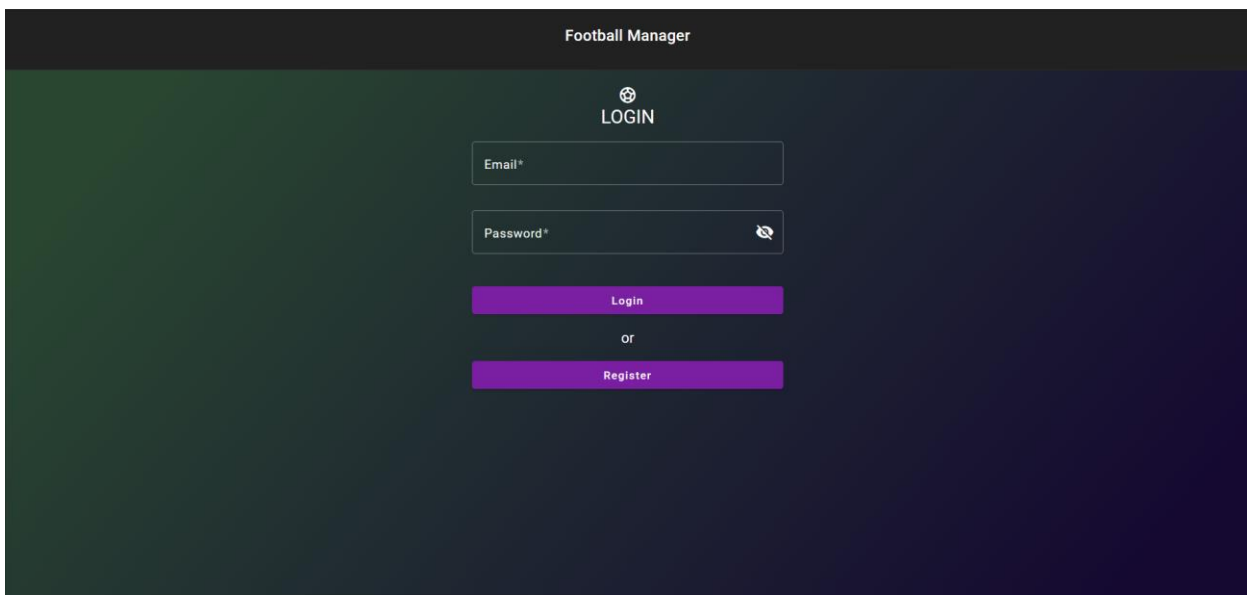 Football Manager
LOGIN
Email*
Password*
Login
or
Register